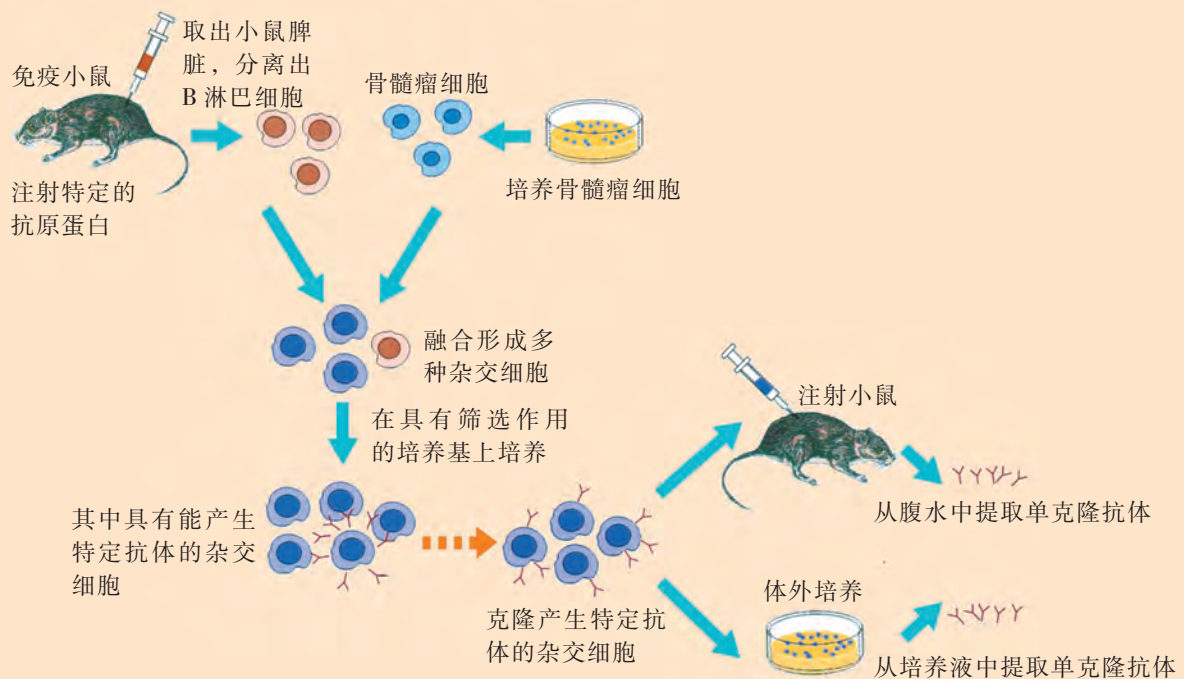 免疫小鼠
注射特定的
抗原蛋白
取出小鼠脾
脏，分离出
B 淋巴细胞
骨髓瘤细胞
培养骨髓瘤细胞
融合形成多
种杂交细胞
在具有筛选作用
的培养基上培养
其中具有能产生
特定抗体的杂交
细胞
克隆产生特定抗
体的杂交细胞
注射小鼠
从腹水中提取单克隆抗体
体外培养
从培养液中提取单克隆抗体